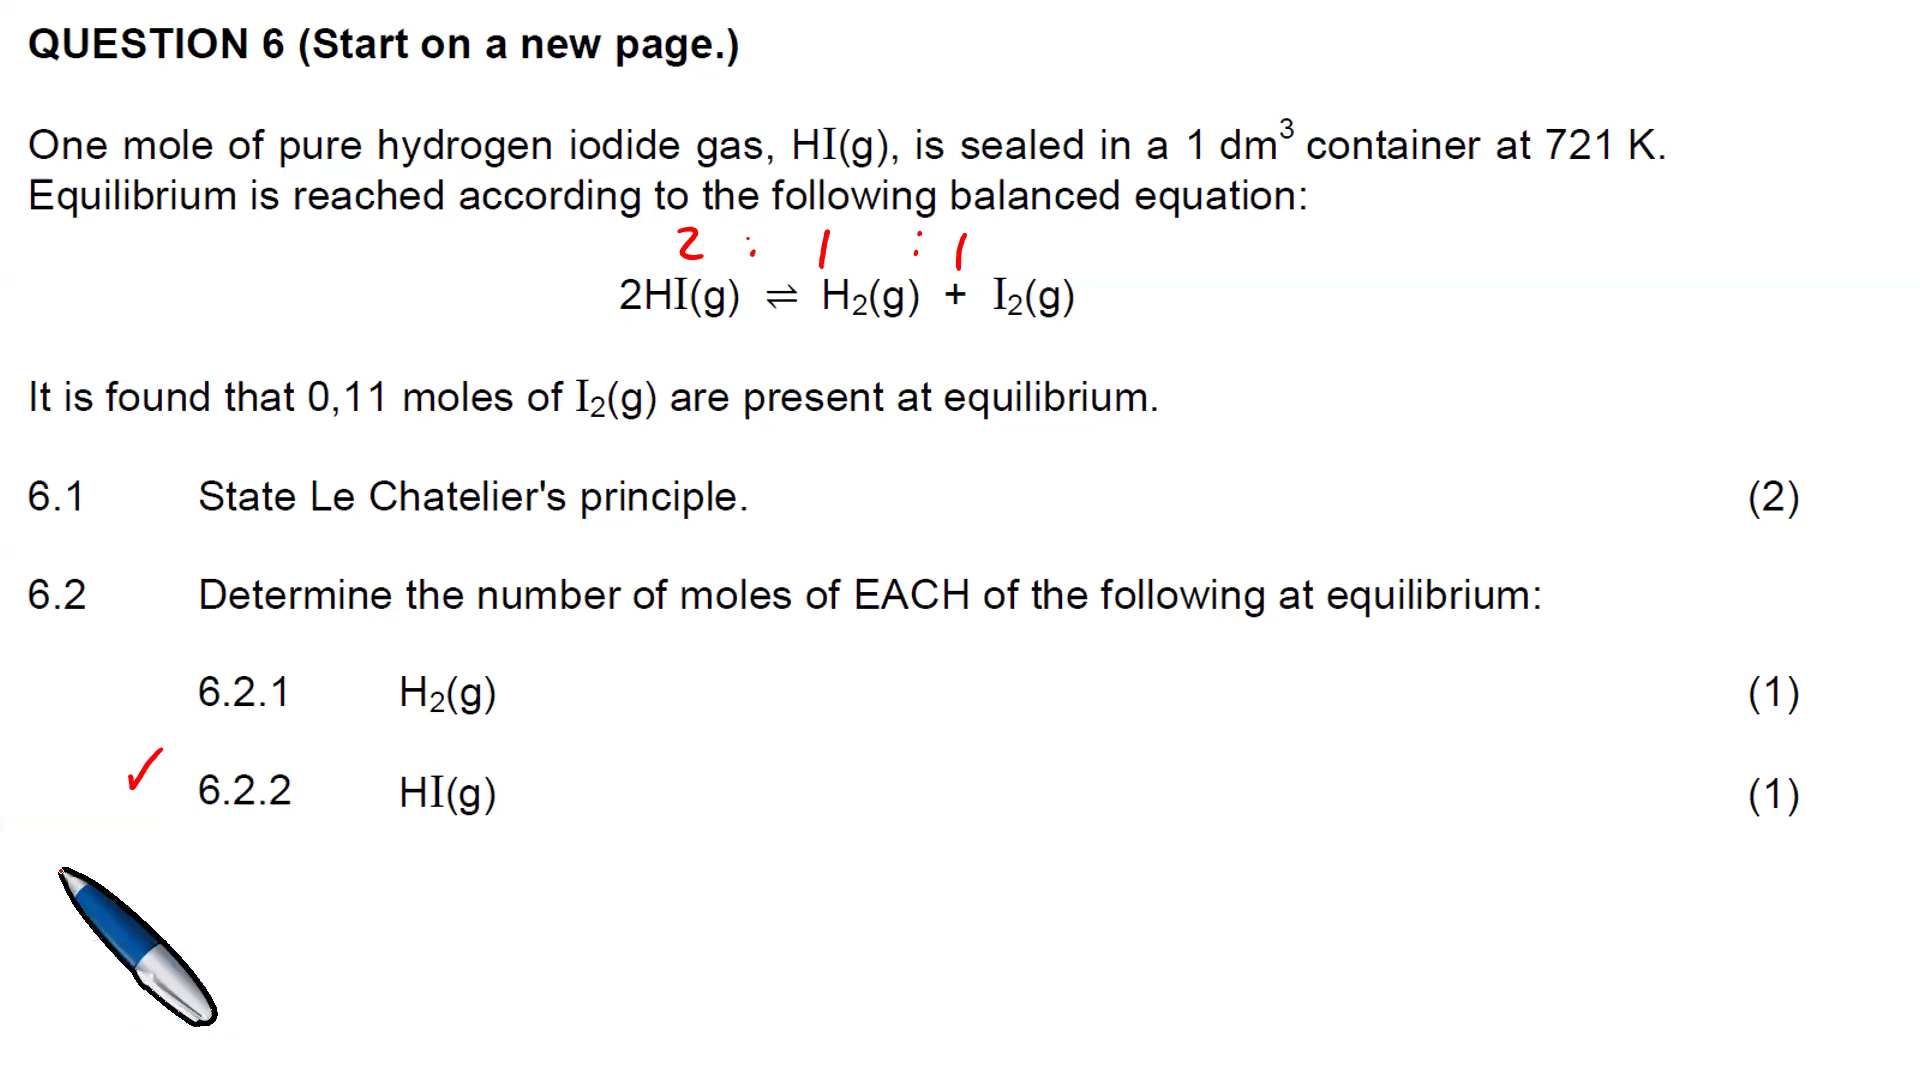 QUESTION 6 (Start on a new page.)
One mole of pure hydrogen iodide gas, HI(g), is sealed in a 1 dm³ container at 721 K.
Equilibrium is reached according to the following balanced equation:
2 : 1 : 1
2HI(g) ⇌ H₂(g) + I₂(g)
It is found that 0,11 moles of I₂(g) are present at equilibrium.
6.1 State Le Chatelier's principle. (2)
6.2 Determine the number of moles of EACH of the following at equilibrium:
6.2.1 H₂(g) (1)
✓ 6.2.2 HI(g) (1)